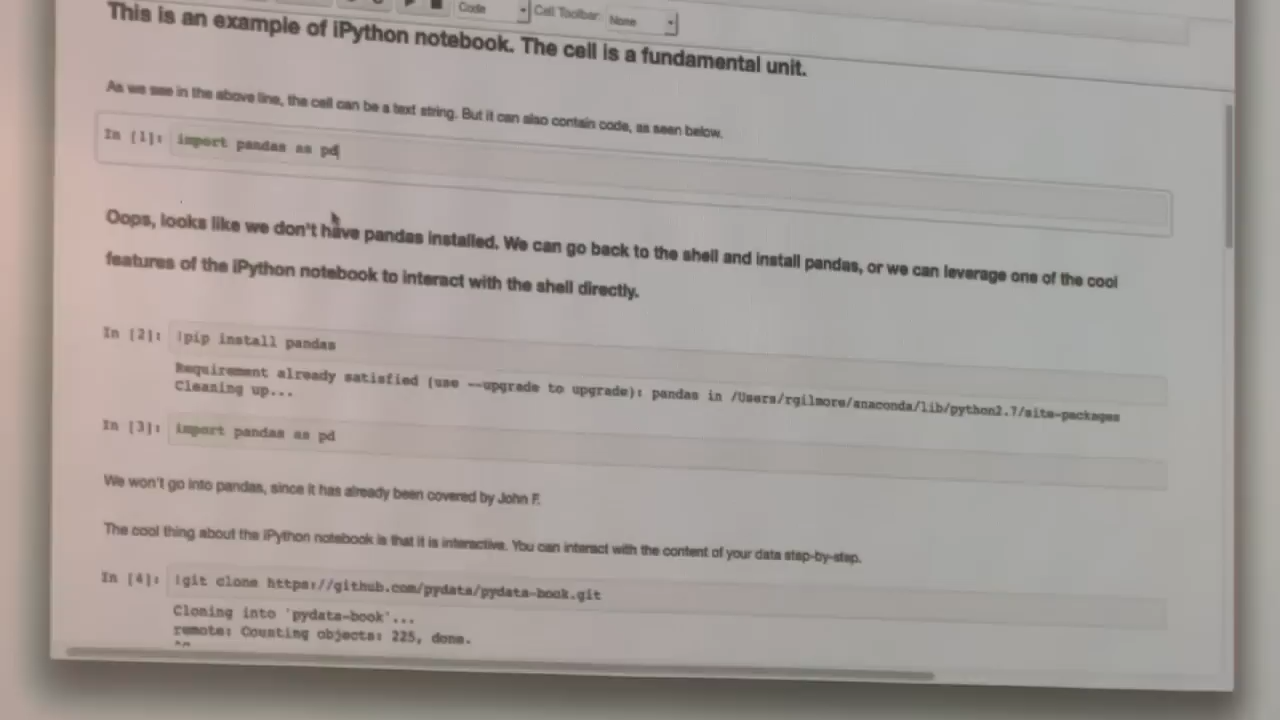 Code Cell Toolbar: None
This is an example of iPython notebook. The cell is a fundamental unit.
As we see in the above line, the cell can be a text string. But it can also contain code, as seen below.
In [1]: import pandas as pd
Oops, looks like we don't have pandas installed. We can go back to the shell and install pandas, or we can leverage one of the cool
features of the iPython notebook to interact with the shell directly.
In [2]: !pip install pandas
Requirement already satisfied (use --upgrade to upgrade): pandas in /Users/rgilmore/anaconda/lib/python2.7/site-packages
Cleaning up...
In [3]: import pandas as pd
We won't go into pandas, since it has already been covered by John F.
The cool thing about the iPython notebook is that it is interactive. You can interact with the content of your data step-by-step.
In [4]: !git clone https://github.com/pydata/pydata-book.git
Cloning into 'pydata-book'...
remote: Counting objects: 225, done.